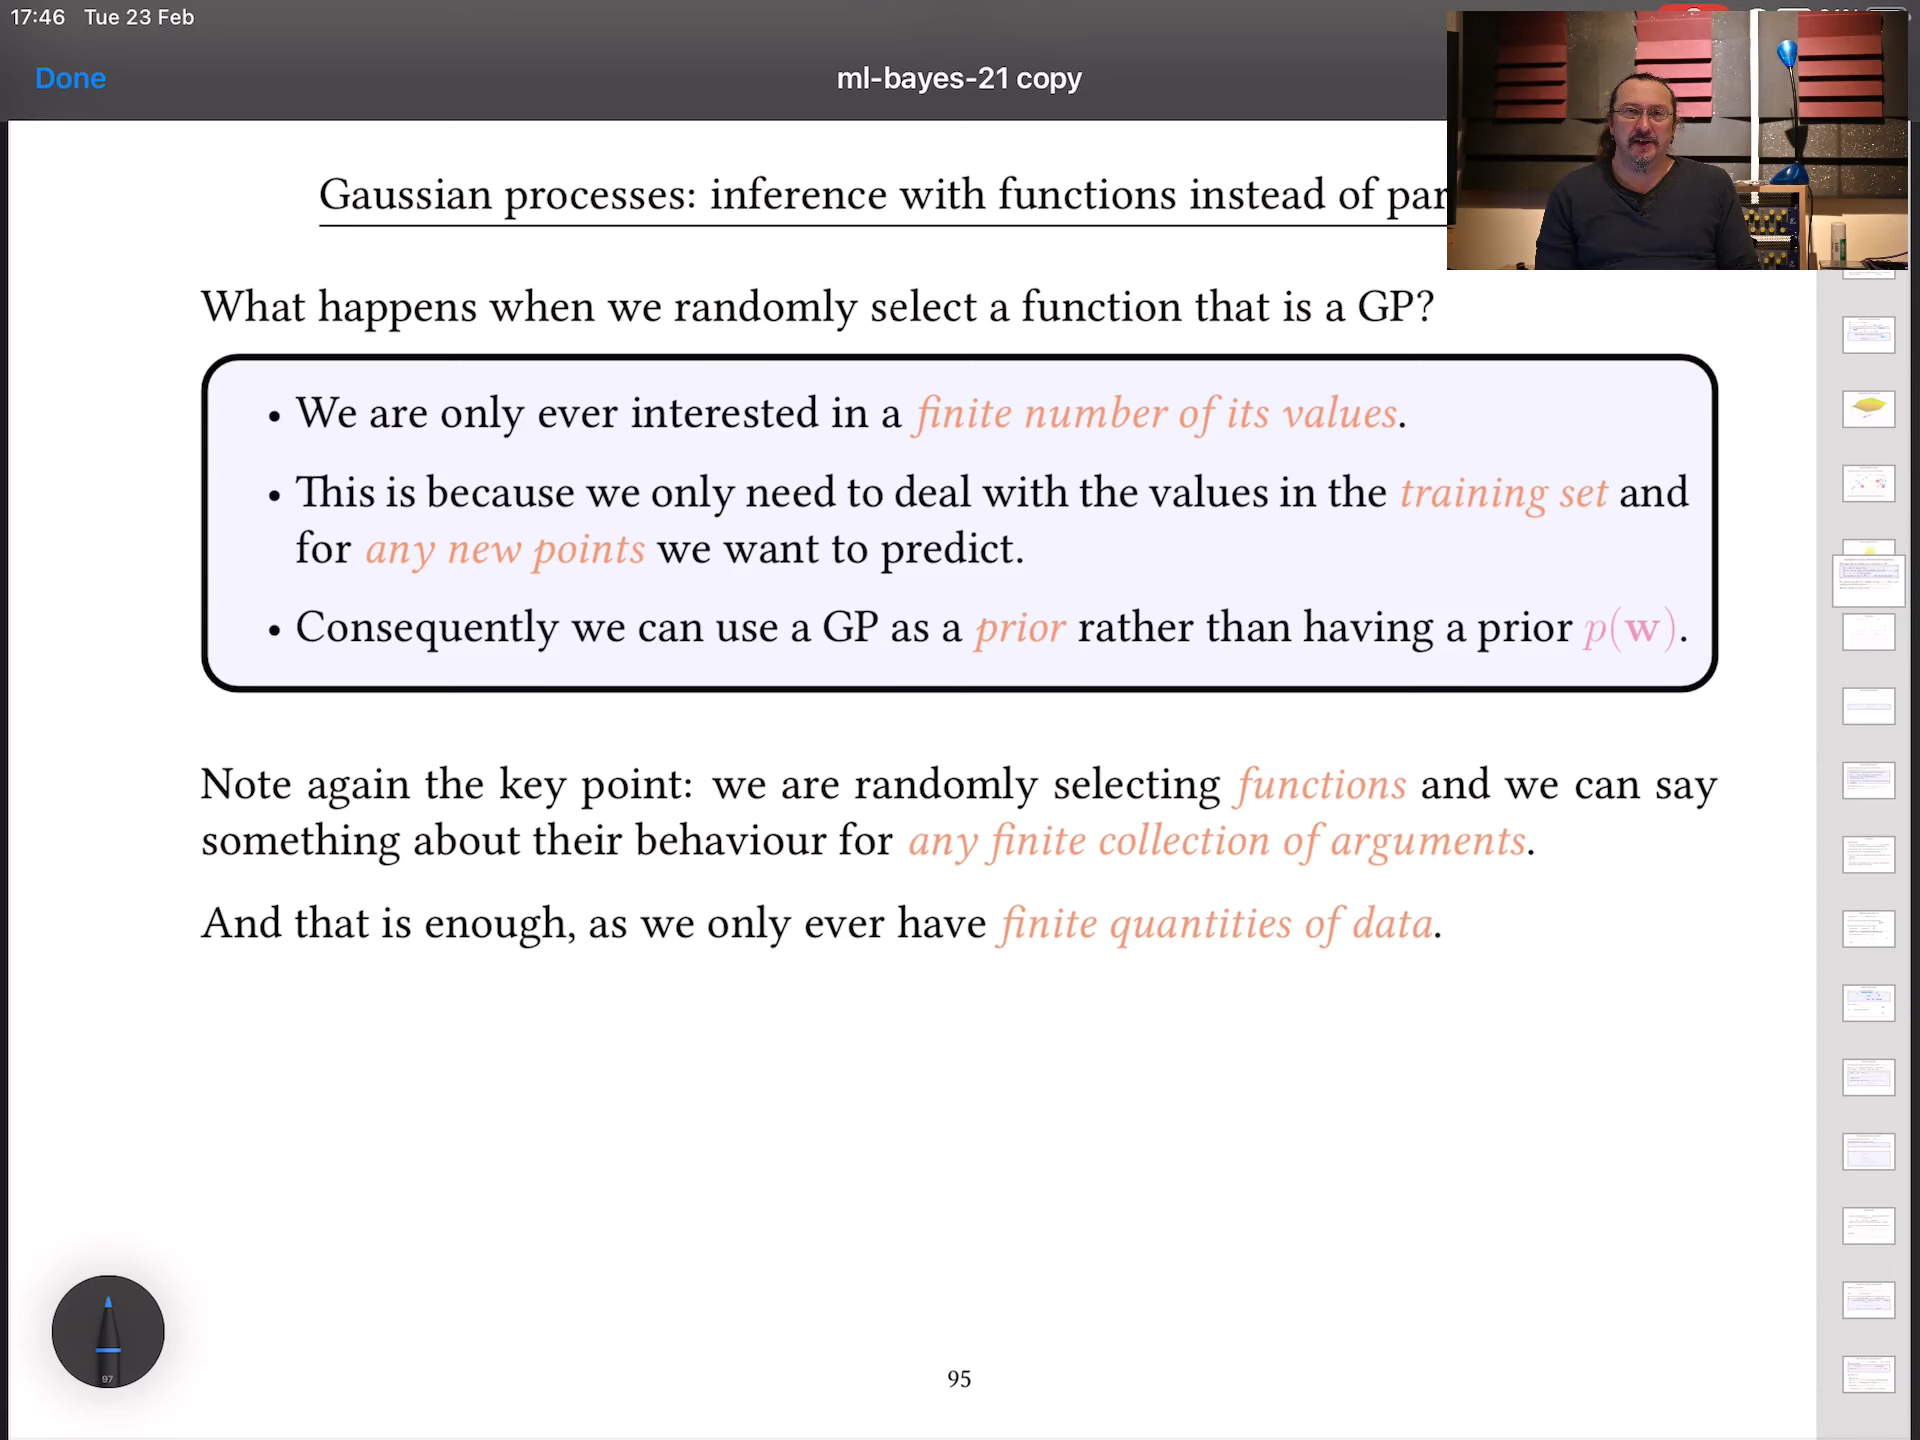 17:46 Tue 23 Feb
Done
ml-bayes-21 copy
Gaussian processes: inference with functions instead of par
What happens when we randomly select a function that is a GP?
• We are only ever interested in a finite number of its values.
• This is because we only need to deal with the values in the training set and
for any new points we want to predict.
• Consequently we can use a GP as a prior rather than having a prior p(w).
Note again the key point: we are randomly selecting functions and we can say
something about their behaviour for any finite collection of arguments.
And that is enough, as we only ever have finite quantities of data.
97
95